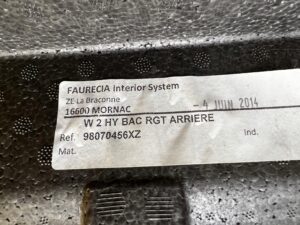 FAURECIA Interior System
ZE La Braconne
16600 MORNAC
- 4 JUIN 2014
W 2 HY BAC RGT ARRIERE
Ref. 98070456XZ
Ind.
Mat.